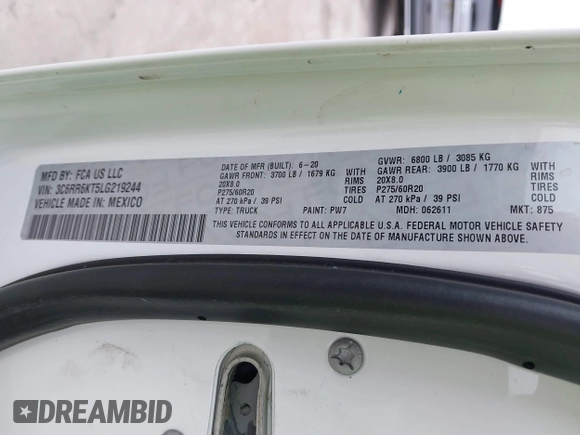 MFD BY: FCA US LLC
VIN: 3C6RR6KT5LG219244
VEHICLE MADE IN: MEXICO
DATE OF MFR (BUILT): 6-20
GAWR FRONT: 3700 LB / 1679 KG
20X8.0
P275/60R20
AT 270 kPa / 39 PSI
TYPE: TRUCK
WITH
RIMS
TIRES
COLD
PAINT: PW7
GVWR: 6800 LB / 3085 KG
GAWR REAR: 3900 LB / 1770 KG
20X8.0
P275/60R20
AT 270 kPa / 39 PSI
MDH: 062611
WITH
RIMS
TIRES
COLD
MKT: 875
THIS VEHICLE CONFORMS TO ALL APPLICABLE U.S.A. FEDERAL MOTOR VEHICLE SAFETY
STANDARDS IN EFFECT ON THE DATE OF MANUFACTURE SHOWN ABOVE.
DREAMBID